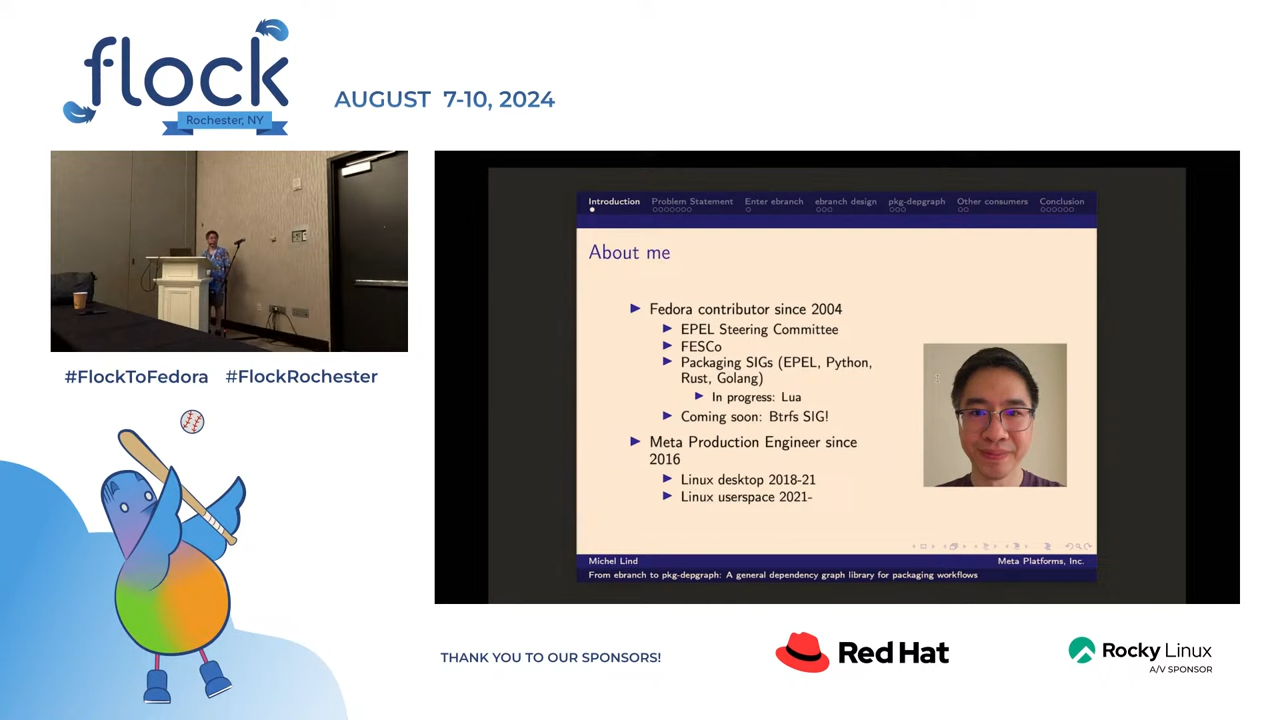 flock
Rochester, NY
AUGUST 7-10, 2024
#FlockToFedora #FlockRochester
Introduction Problem Statement Enter ebranch ebranch design pkg-depgraph Other consumers Conclusion
About me
Fedora contributor since 2004
EPEL Steering Committee
FESCo
Packaging SIGs (EPEL, Python,
Rust, Golang)
In progress: Lua
Coming soon: Btrfs SIG!
Meta Production Engineer since
2016
Linux desktop 2018-21
Linux userspace 2021-
Michel Lind Meta Platforms, Inc.
From ebranch to pkg-depgraph: A general dependency graph library for packaging workflows
THANK YOU TO OUR SPONSORS!
Red Hat
Rocky Linux
A/V SPONSOR